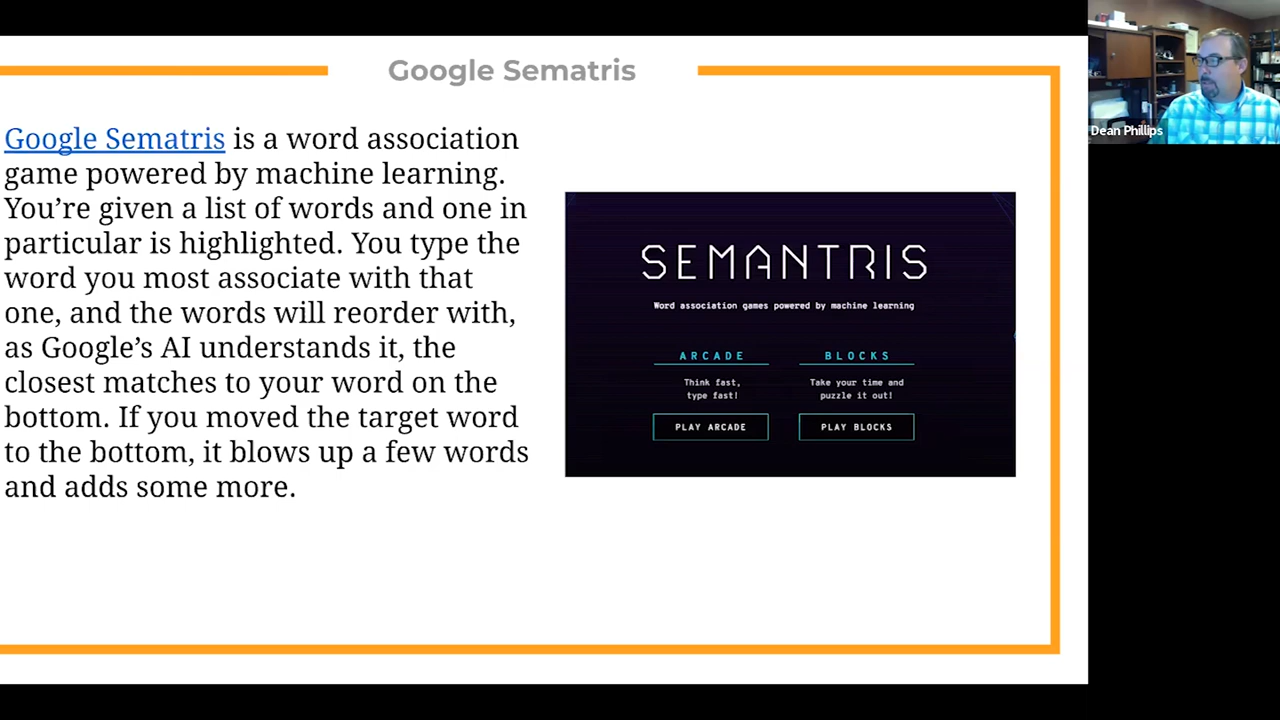 Google Sematris
Google Sematris is a word association
game powered by machine learning.
You're given a list of words and one in
particular is highlighted. You type the
word you most associate with that
one, and the words will reorder with,
as Google's AI understands it, the
closest matches to your word on the
bottom. If you moved the target word
to the bottom, it blows up a few words
and adds some more.
SEMANTRIS
Word association games powered by machine learning
ARCADE
Think fast,
type fast!
PLAY ARCADE
BLOCKS
Take your time and
puzzle it out!
PLAY BLOCKS
Dean Phillips